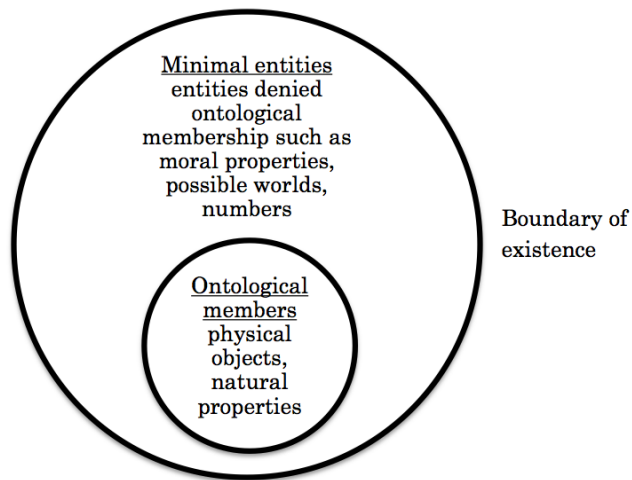 Minimal entities
entities denied
ontological
membership such as
moral properties,
possible worlds,
numbers
Boundary of
existence
Ontological
members
physical
objects,
natural
properties